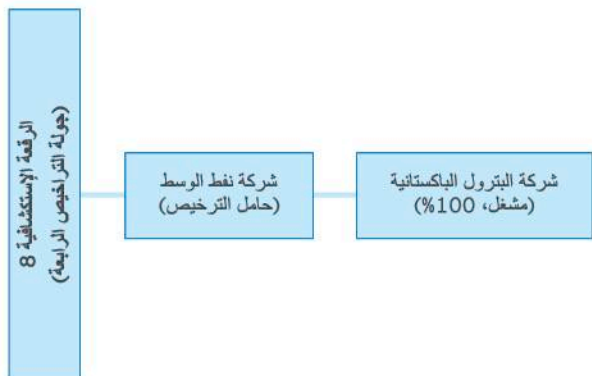 الرقعة الإستكشافية 8
(جولة التراخيص الرابعة)
شركة نفط الوسط
(حامل الترخيص)
شركة البترول الباكستانية
(مشغل، 100%)